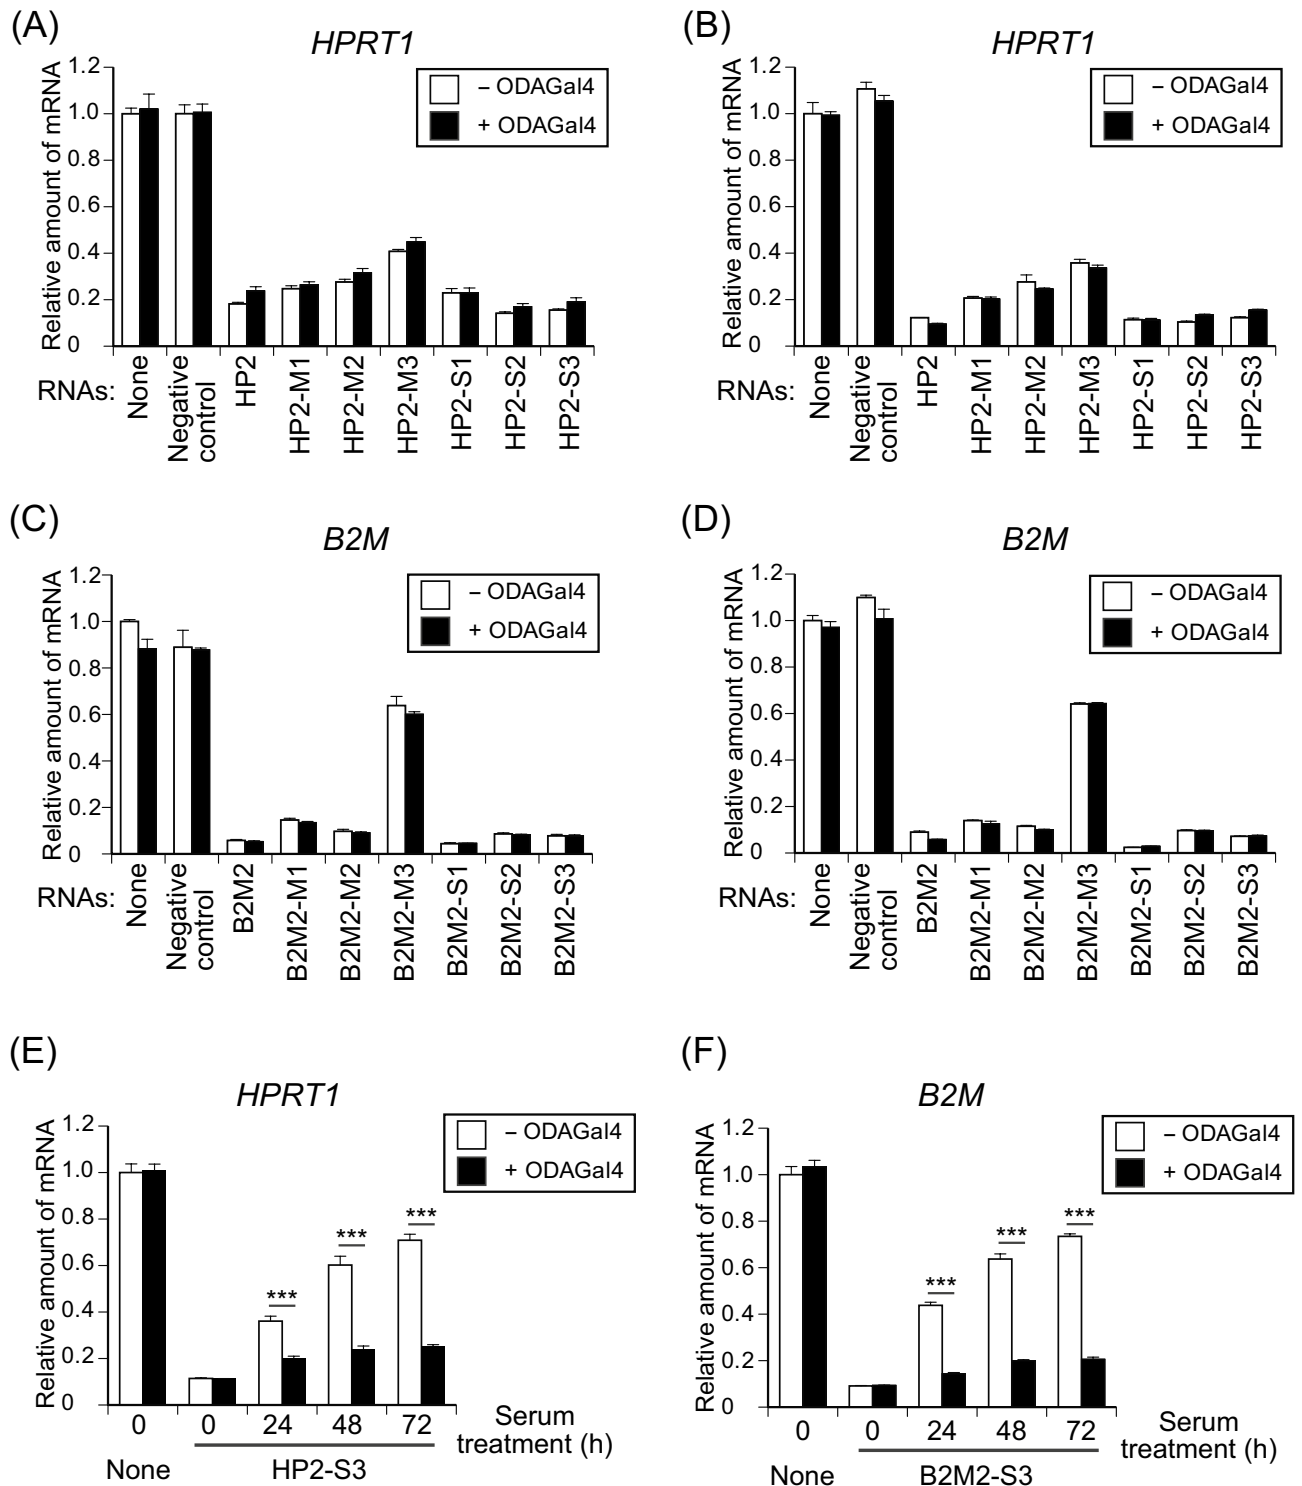 (A)
HPRT1
Relative amount of mRNA
1.2
1.0
0.8
0.6
0.4
0.2
0
– ODAGal4
+ ODAGal4
RNAs:
None
Negative
control
HP2
HP2-M1
HP2-M2
HP2-M3
HP2-S1
HP2-S2
HP2-S3
(B)
HPRT1
Relative amount of mRNA
1.2
1.0
0.8
0.6
0.4
0.2
0
– ODAGal4
+ ODAGal4
RNAs:
None
Negative
control
HP2
HP2-M1
HP2-M2
HP2-M3
HP2-S1
HP2-S2
HP2-S3
(C)
B2M
Relative amount of mRNA
1.2
1.0
0.8
0.6
0.4
0.2
0
– ODAGal4
+ ODAGal4
RNAs:
None
Negative
control
B2M2
B2M2-M1
B2M2-M2
B2M2-M3
B2M2-S1
B2M2-S2
B2M2-S3
(D)
B2M
Relative amount of mRNA
1.2
1.0
0.8
0.6
0.4
0.2
0
– ODAGal4
+ ODAGal4
RNAs:
None
Negative
control
B2M2
B2M2-M1
B2M2-M2
B2M2-M3
B2M2-S1
B2M2-S2
B2M2-S3
(E)
HPRT1
Relative amount of mRNA
1.2
1.0
0.8
0.6
0.4
0.2
0
– ODAGal4
+ ODAGal4
***
***
***
0 0 24 48 72
Serum
treatment (h)
None
HP2-S3
(F)
B2M
Relative amount of mRNA
1.2
1.0
0.8
0.6
0.4
0.2
0
– ODAGal4
+ ODAGal4
***
***
***
0 0 24 48 72
Serum
treatment (h)
None
B2M2-S3